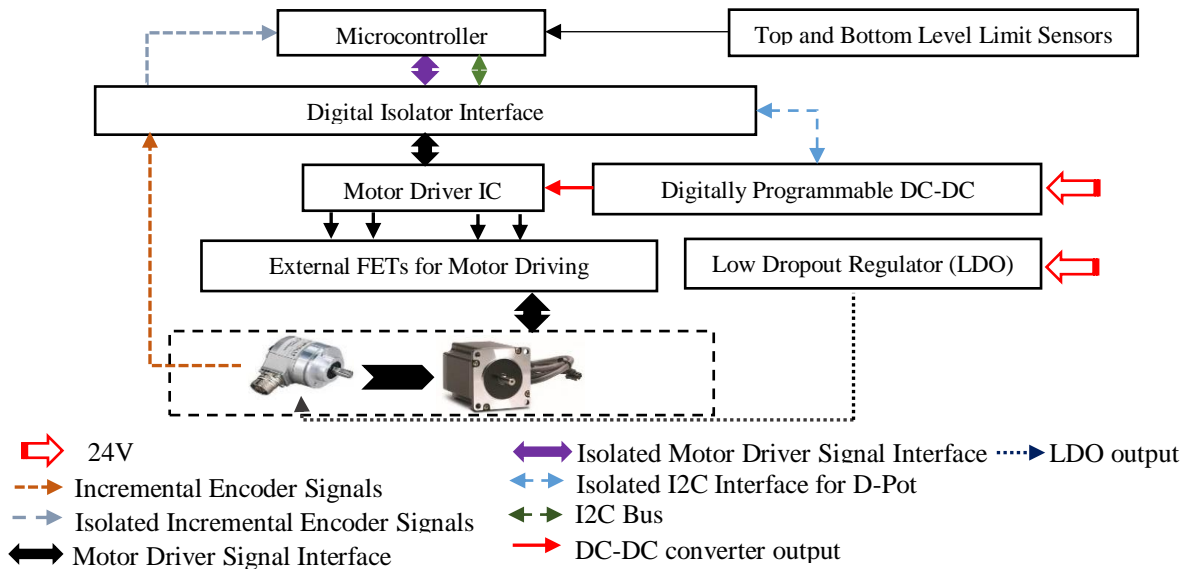 Microcontroller
Top and Bottom Level Limit Sensors
Digital Isolator Interface
Motor Driver IC
Digitally Programmable DC-DC
External FETs for Motor Driving
Low Dropout Regulator (LDO)
24V
Isolated Motor Driver Signal Interface
LDO output
Incremental Encoder Signals
Isolated I2C Interface for D-Pot
Isolated Incremental Encoder Signals
I2C Bus
Motor Driver Signal Interface
DC-DC converter output